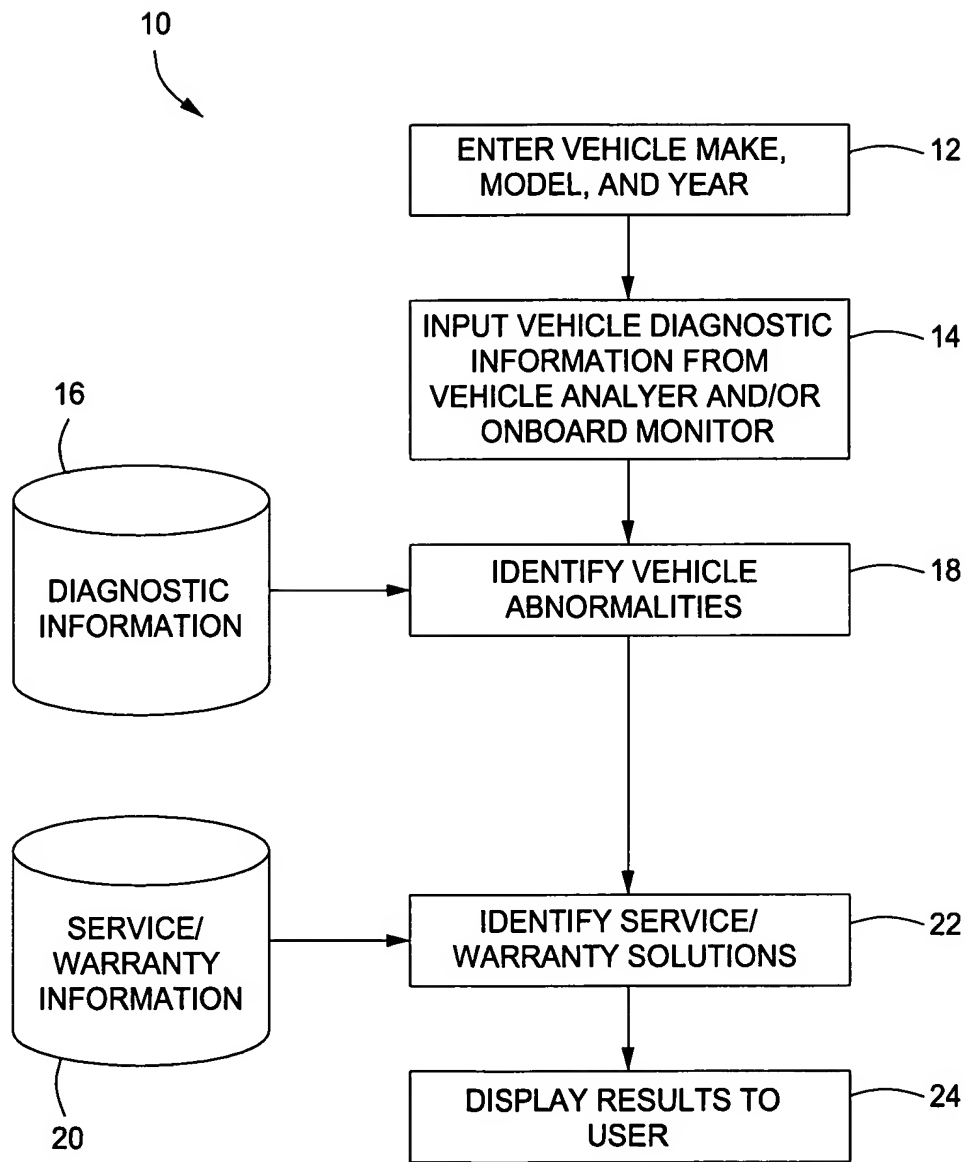 10
ENTER VEHICLE MAKE,
MODEL, AND YEAR
12
INPUT VEHICLE DIAGNOSTIC
INFORMATION FROM
VEHICLE ANALYER AND/OR
ONBOARD MONITOR
14
16
DIAGNOSTIC
INFORMATION
IDENTIFY VEHICLE
ABNORMALITIES
18
SERVICE/
WARRANTY
INFORMATION
20
IDENTIFY SERVICE/
WARRANTY SOLUTIONS
22
DISPLAY RESULTS TO
USER
24